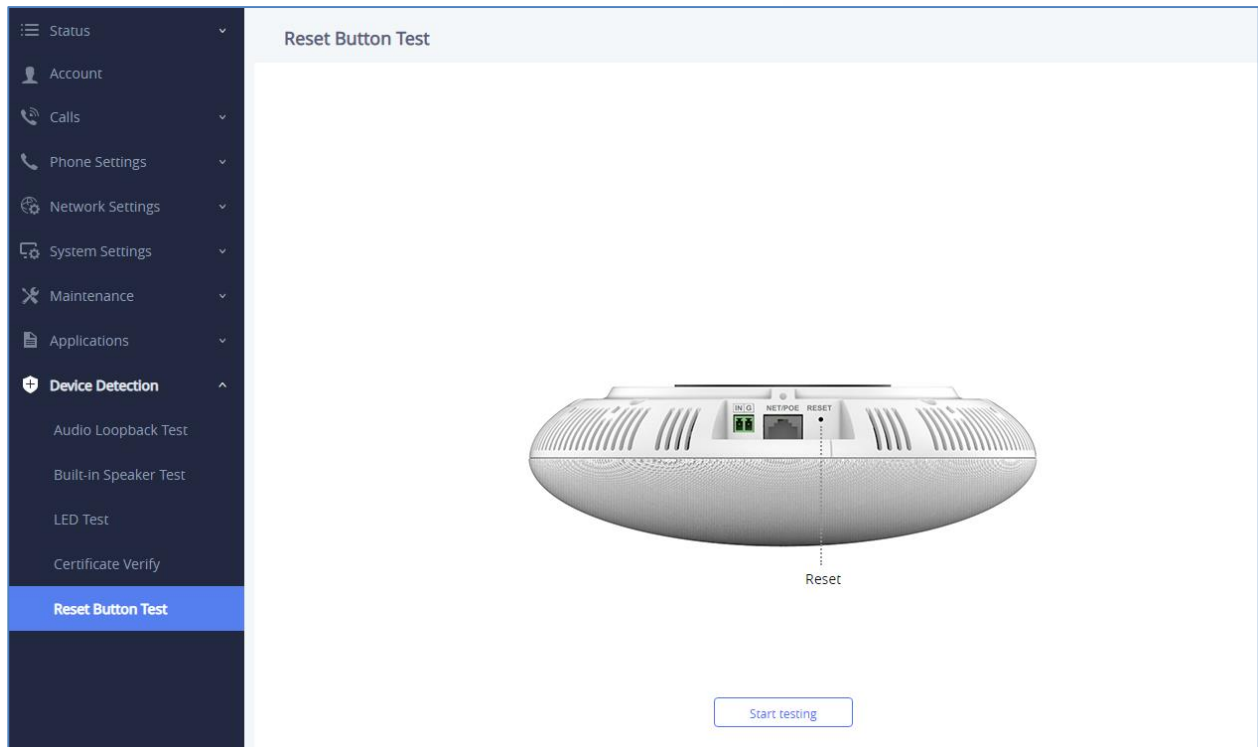 Status
Account
Calls
Phone Settings
Network Settings
System Settings
Maintenance
Applications
Device Detection
Audio Loopback Test
Built-in Speaker Test
LED Test
Certificate Verify
Reset Button Test
Reset Button Test
IN G NET/POE RESET
Reset
Start testing